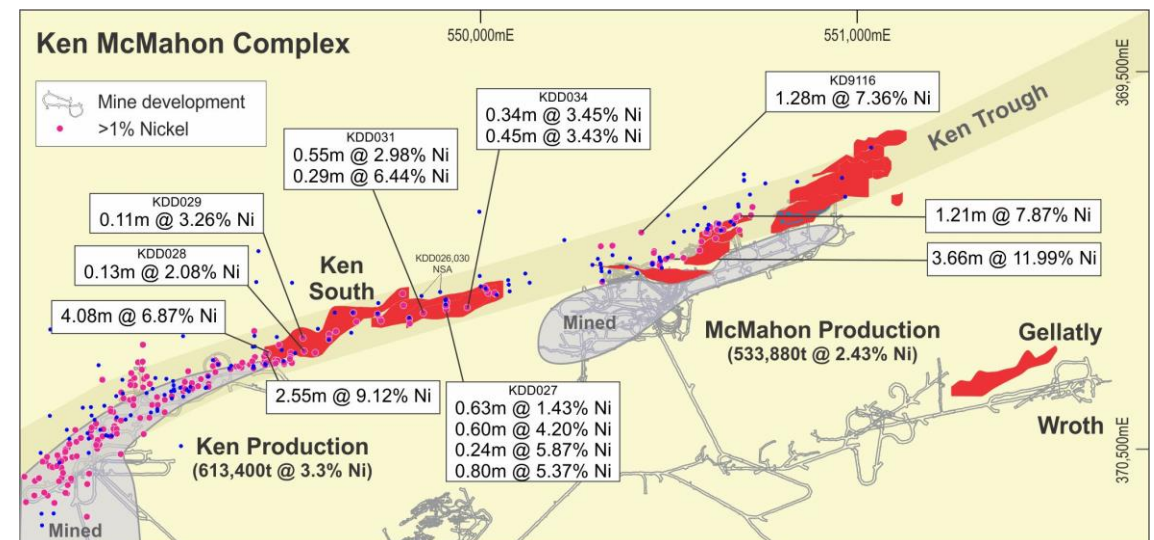 Ken McMahon Complex
Mine development
>1% Nickel
550,000mE
551,000mE
369,500mE
Ken Trough
KD9116
1.28m @ 7.36% Ni
KDD034
0.34m @ 3.45% Ni
0.45m @ 3.43% Ni
KDD031
0.55m @ 2.98% Ni
0.29m @ 6.44% Ni
KDD029
0.11m @ 3.26% Ni
KDD028
0.13m @ 2.08% Ni
4.08m @ 6.87% Ni
Ken
South
KDD026,030
NSA
1.21m @ 7.87% Ni
3.66m @ 11.99% Ni
Mined
McMahon Production
(533,880t @ 2.43% Ni)
Gellatly
Wroth
2.55m @ 9.12% Ni
KDD027
0.63m @ 1.43% Ni
0.60m @ 4.20% Ni
0.24m @ 5.87% Ni
0.80m @ 5.37% Ni
Ken Production
(613,400t @ 3.3% Ni)
370,500mE
Mined